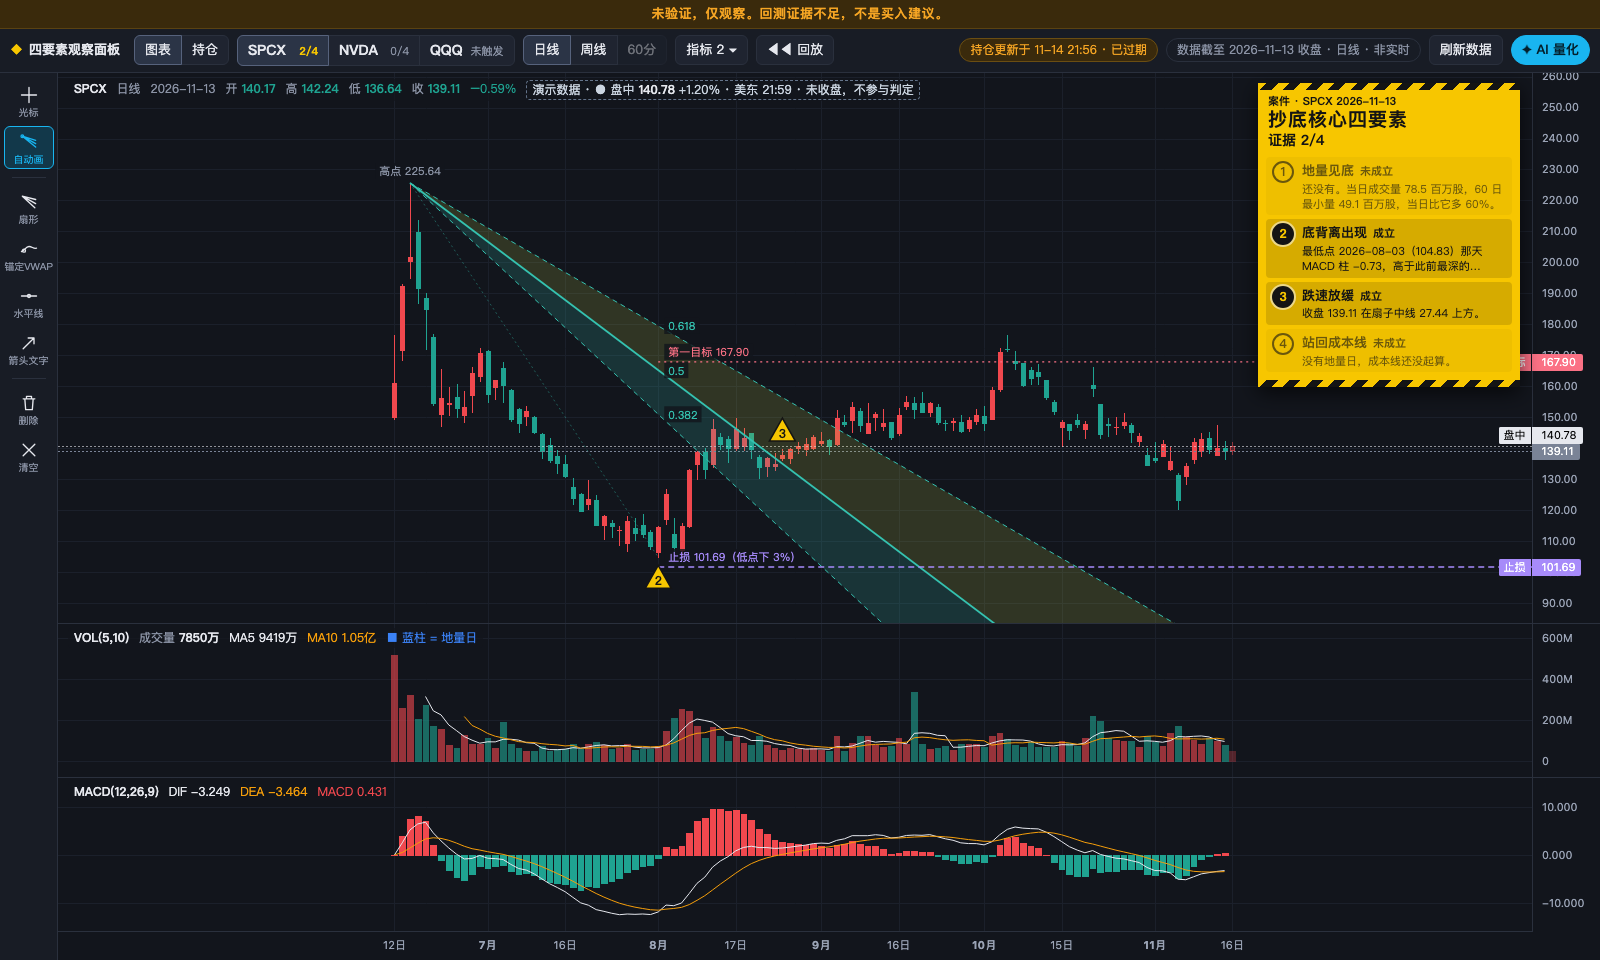 未验证，仅观察。回测证据不足，不是买入建议。
四要素观察面板
图表 持仓
SPCX 2/4 NVDA 0/4 QQQ 未触发
日线 周线 60分
指标 2
回放
持仓更新于 11-14 21:56 · 已过期
数据截至 2026-11-13 收盘 · 日线 · 非实时
刷新数据
AI 量化
光标
自动画
扇形
锚定VWAP
水平线
箭头文字
删除
清空
SPCX 日线 2026-11-13 开 140.17 高 142.24 低 136.64 收 139.11 −0.59%
演示数据 · 盘中 140.78 +1.20% · 美东 21:59 · 未收盘，不参与判定
高点 225.64
0.618
第一目标 167.90
0.5
0.382
3
止损 101.69（低点下 3%）
2
案件 · SPCX 2026-11-13
抄底核心四要素
证据 2/4
1 地量见底 未成立
还没有。当日成交量 78.5 百万股，60 日
最小量 49.1 百万股，当日比它多 60%。
2 底背离出现 成立
最低点 2026-08-03（104.83）那天
MACD 柱 −0.73，高于此前最深的…
3 跌速放缓 成立
收盘 139.11 在扇子中线 27.44 上方。
4 站回成本线 未成立
没有地量日，成本线还没起算。
260.00
250.00
240.00
230.00
220.00
210.00
200.00
190.00
180.00
167.90
160.00
150.00
盘中 140.78
139.11
130.00
120.00
110.00
止损 101.69
90.00
VOL(5,10) 成交量 7850万 MA5 9419万 MA10 1.05亿 蓝柱 = 地量日
600M
400M
200M
0
MACD(12,26,9) DIF −3.249 DEA −3.464 MACD 0.431
10.000
0.000
−10.000
12日 7月 16日 8月 17日 9月 16日 10月 15日 11月 16日